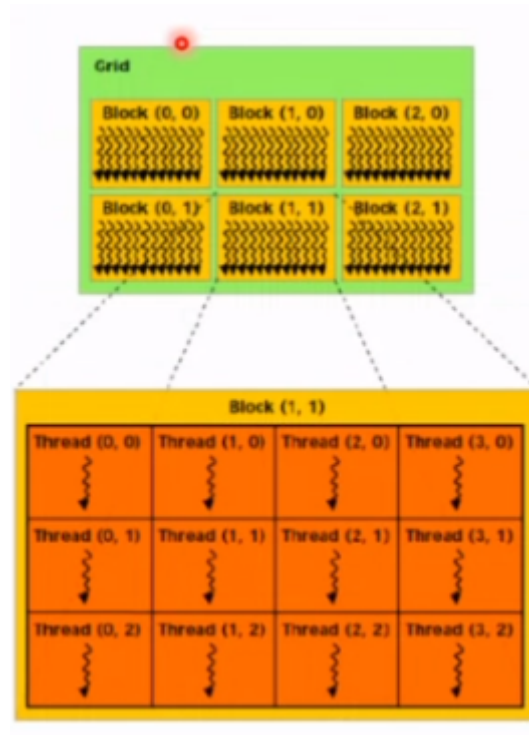 Grid
Block (0, 0) Block (1, 0) Block (2, 0)
Block (0, 1) Block (1, 1) Block (2, 1)
Block (1, 1)
Thread (0, 0) Thread (1, 0) Thread (2, 0) Thread (3, 0)
Thread (0, 1) Thread (1, 1) Thread (2, 1) Thread (3, 1)
Thread (0, 2) Thread (1, 2) Thread (2, 2) Thread (3, 2)